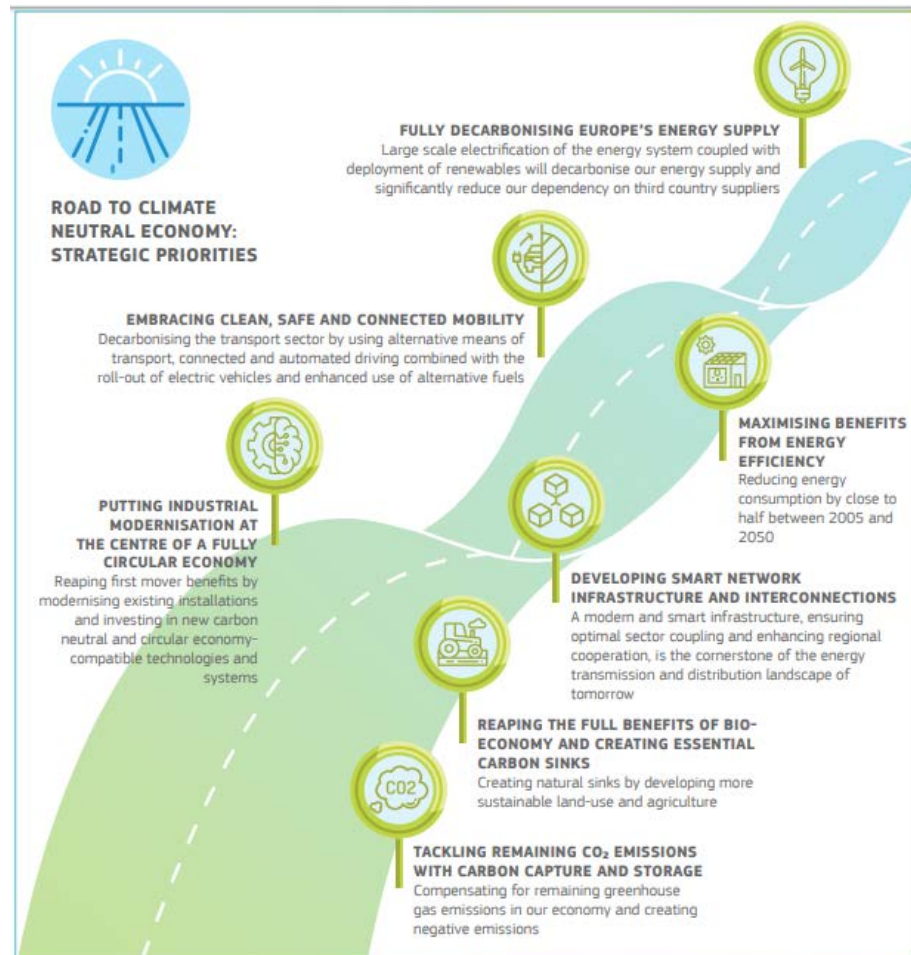 ROAD TO CLIMATE
NEUTRAL ECONOMY:
STRATEGIC PRIORITIES
FULLY DECARBONISING EUROPE'S ENERGY SUPPLY
Large scale electrification of the energy system coupled with
deployment of renewables will decarbonise our energy supply and
significantly reduce our dependency on third country suppliers
EMBRACING CLEAN, SAFE AND CONNECTED MOBILITY
Decarbonising the transport sector by using alternative means of
transport, connected and automated driving combined with the
roll-out of electric vehicles and enhanced use of alternative fuels
MAXIMISING BENEFITS
FROM ENERGY
EFFICIENCY
Reducing energy
consumption by close to
half between 2005 and
2050
PUTTING INDUSTRIAL
MODERNISATION AT
THE CENTRE OF A FULLY
CIRCULAR ECONOMY
Reaping first mover benefits by
modernising existing installations
and investing in new carbon
neutral and circular economy-
compatible technologies and
systems
DEVELOPING SMART NETWORK
INFRASTRUCTURE AND INTERCONNECTIONS
A modern and smart infrastructure, ensuring
optimal sector coupling and enhancing regional
cooperation, is the cornerstone of the energy
transmission and distribution landscape of
tomorrow
REAPING THE FULL BENEFITS OF BIO-
ECONOMY AND CREATING ESSENTIAL
CARBON SINKS
Creating natural sinks by developing more
sustainable land-use and agriculture
CO2
TACKLING REMAINING CO₂ EMISSIONS
WITH CARBON CAPTURE AND STORAGE
Compensating for remaining greenhouse
gas emissions in our economy and creating
negative emissions